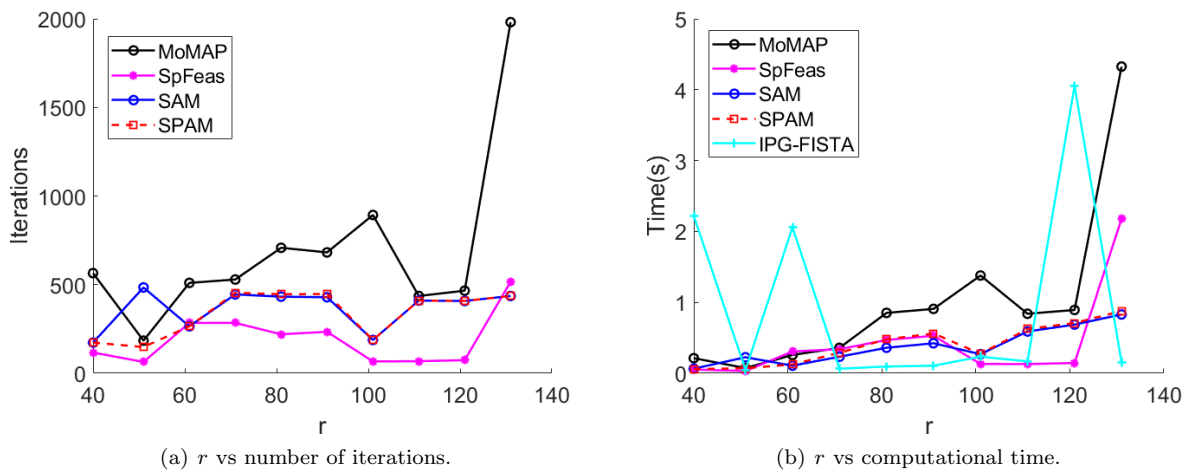 2000
1500
1000
500
0
Iterations
MoMAP
SpFeas
SAM
SPAM
40 60 80 100 120 140
r
(a) r vs number of iterations.
5
4
3
2
1
0
Time(s)
MoMAP
SpFeas
SAM
SPAM
IPG-FISTA
40 60 80 100 120 140
r
(b) r vs computational time.